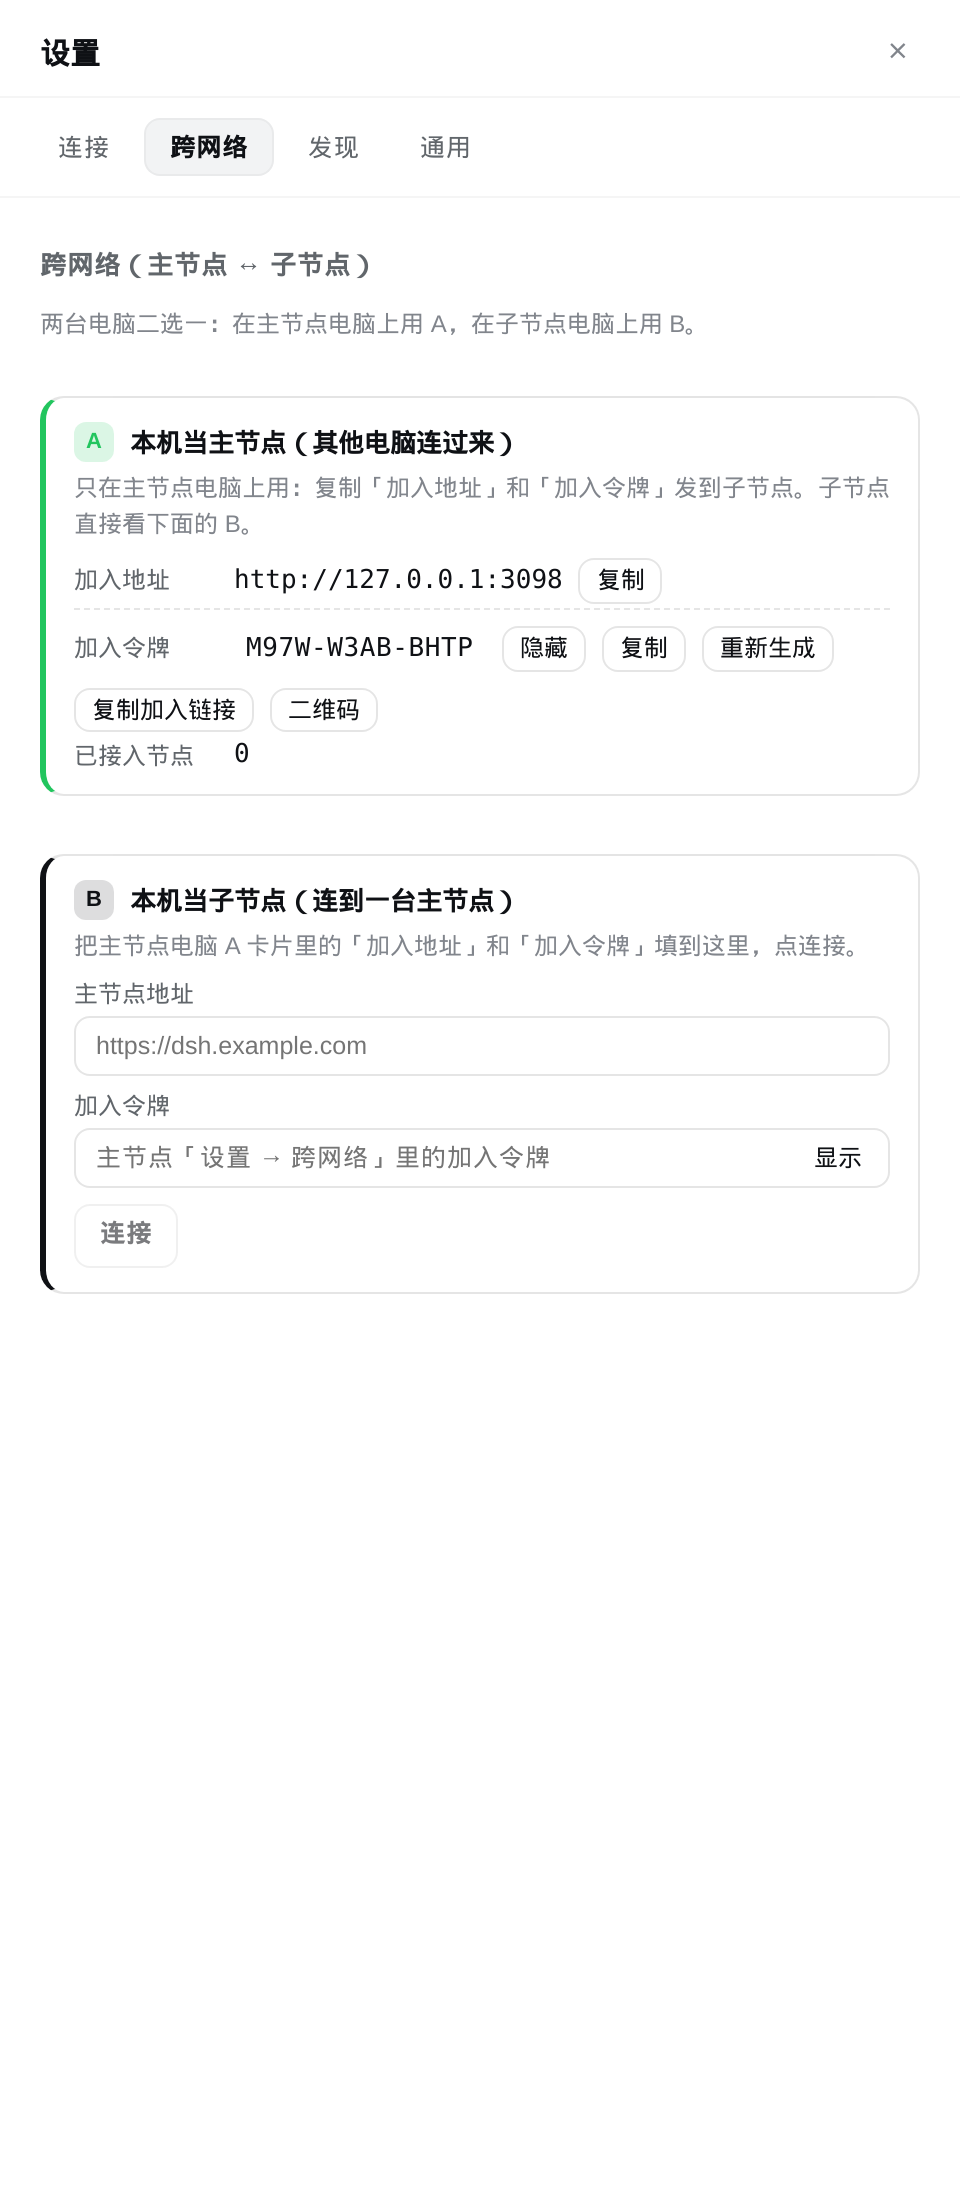 设置 ×
连接 跨网络 发现 通用
跨网络（主节点 ↔ 子节点）
两台电脑二选一：在主节点电脑上用 A，在子节点电脑上用 B。
A 本机当主节点（其他电脑连过来）
只在主节点电脑上用：复制「加入地址」和「加入令牌」发到子节点。子节点
直接看下面的 B。
加入地址 http://127.0.0.1:3098 复制
加入令牌 M97W-W3AB-BHTP 隐藏 复制 重新生成
复制加入链接 二维码
已接入节点 0
B 本机当子节点（连到一台主节点）
把主节点电脑 A 卡片里的「加入地址」和「加入令牌」填到这里，点连接。
主节点地址
https://dsh.example.com
加入令牌
主节点「设置 → 跨网络」里的加入令牌 显示
连接